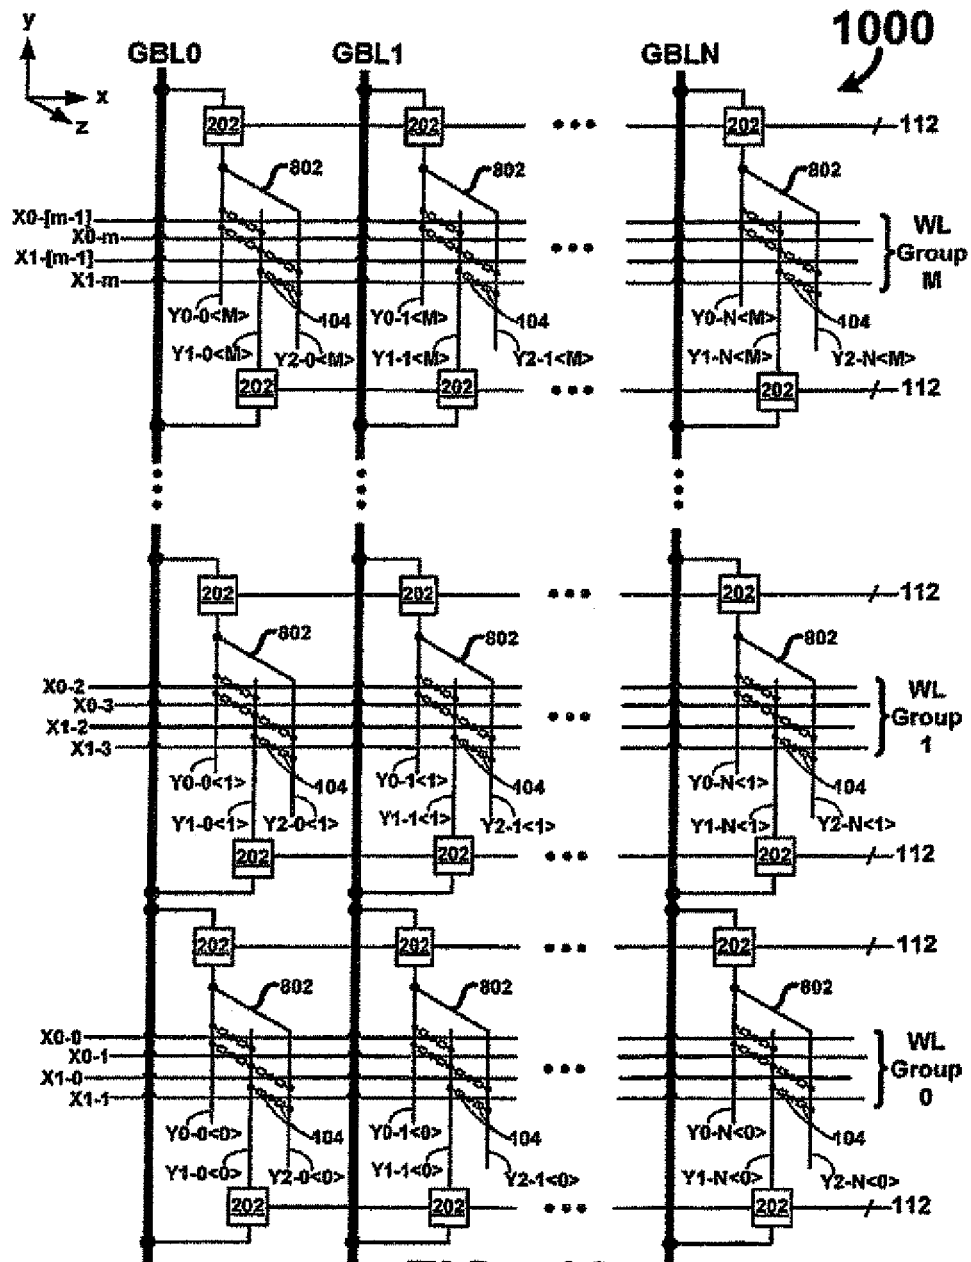 1000
y
x
z
GBL0 GBL1 GBLN
202 202 202 112
802 802 802
X0-[m-1]
X0-m
X1-[m-1]
X1-m
WL
Group
M
Y0-0<M> 104 Y0-1<M> 104 Y0-N<M> 104
Y1-0<M> Y2-0<M> Y1-1<M> Y2-1<M> Y1-N<M> Y2-N<M>
202 202 202 112
202 202 202 112
802 802 802
X0-2
X0-3
X1-2
X1-3
WL
Group
1
Y0-0<1> 104 Y0-1<1> 104 Y0-N<1> 104
Y1-0<1> Y2-0<1> Y1-1<1> Y2-1<1> Y1-N<1> Y2-N<1>
202 202 202 112
202 202 202 112
802 802 802
X0-0
X0-1
X1-0
X1-1
WL
Group
0
Y0-0<0> 104 Y0-1<0> 104 Y0-N<0> 104
Y1-0<0> Y2-0<0> Y1-1<0> Y2-1<0> Y1-N<0> Y2-N<0>
202 202 202 112